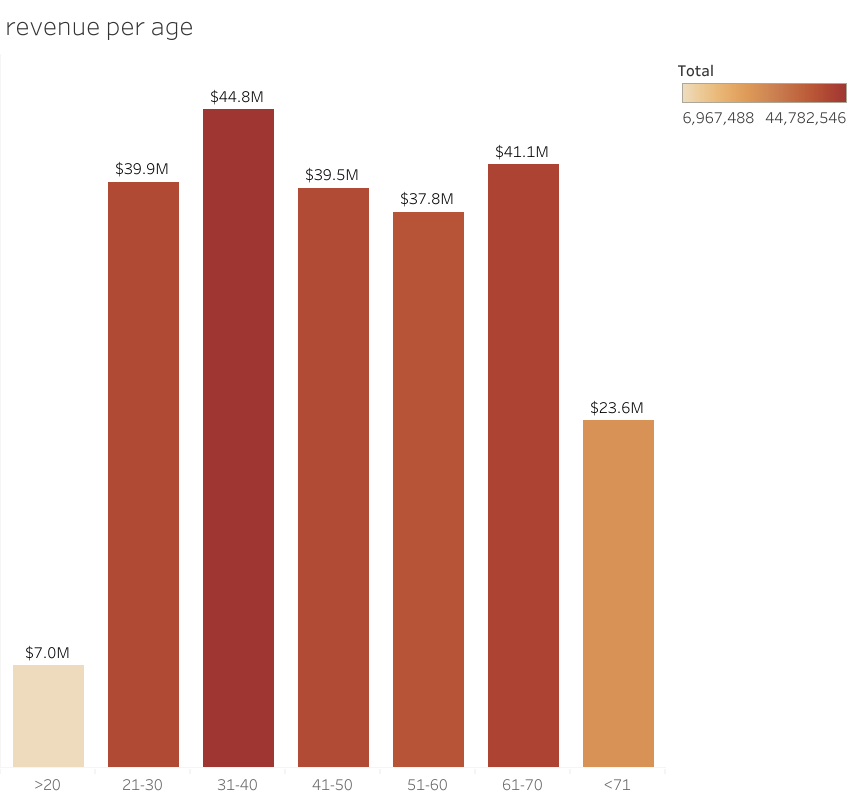 revenue per age
Total
6,967,488 44,782,546
$44.8M
$39.9M
$39.5M
$37.8M
$41.1M
$23.6M
$7.0M
>20 21-30 31-40 41-50 51-60 61-70 <71